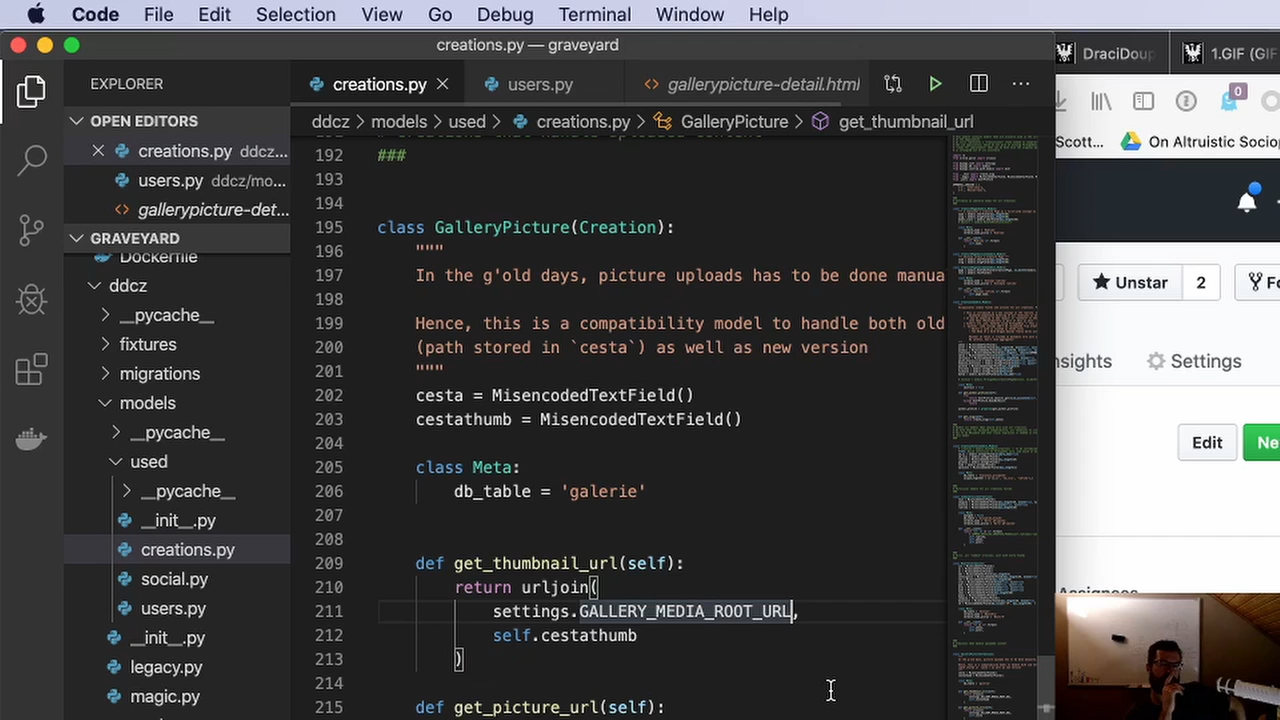 Code File Edit Selection View Go Debug Terminal Window Help
creations.py — graveyard
DraciDoup
1.GIF (GIF
EXPLORER
creations.py
users.py
gallerypicture-detail.html
0
OPEN EDITORS
ddcz > models > used > creations.py > GalleryPicture > get_thumbnail_url
Scott...
On Altruistic Sociop
creations.py ddcz...
users.py ddcz/mo...
gallerypicture-det...
GRAVEYARD
Dockerfile
ddcz
__pycache__
fixtures
migrations
models
__pycache__
used
__pycache__
__init__.py
creations.py
social.py
users.py
__init__.py
legacy.py
magic.py
192 ###
193
194
195 class GalleryPicture(Creation):
196 """
197 In the g'old days, picture uploads has to be done manua
198
199 Hence, this is a compatibility model to handle both old
200 (path stored in `cesta`) as well as new version
201 """
202 cesta = MisencodedTextField()
203 cestathumb = MisencodedTextField()
204
205 class Meta:
206 db_table = 'galerie'
207
208
209 def get_thumbnail_url(self):
210 return urljoin(
211 settings.GALLERY_MEDIA_ROOT_URL,
212 self.cestathumb
213 )
214
215 def get_picture_url(self):
Unstar 2 Fo
nsights Settings
Edit Ne